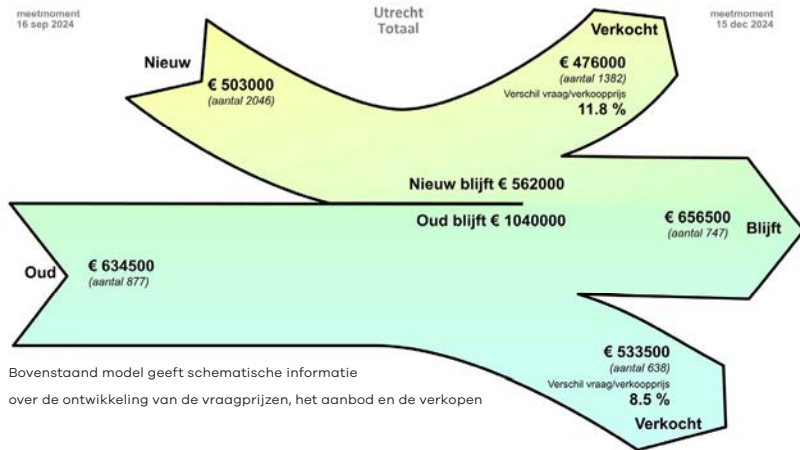 meetmoment
16 sep 2024
Utrecht
Totaal
meetmoment
15 dec 2024
Nieuw
€ 503000
(aantal 2046)
Verkocht
€ 476000
(aantal 1382)
Verschil vraag/verkoopprijs
11.8 %
Nieuw blijft € 562000
Oud blijft € 1040000
€ 656500
(aantal 747)
Blijft
Oud
€ 634500
(aantal 877)
€ 533500
(aantal 638)
Verschil vraag/verkoopprijs
8.5 %
Verkocht
Bovenstaand model geeft schematische informatie
over de ontwikkeling van de vraagprijzen, het aanbod en de verkopen